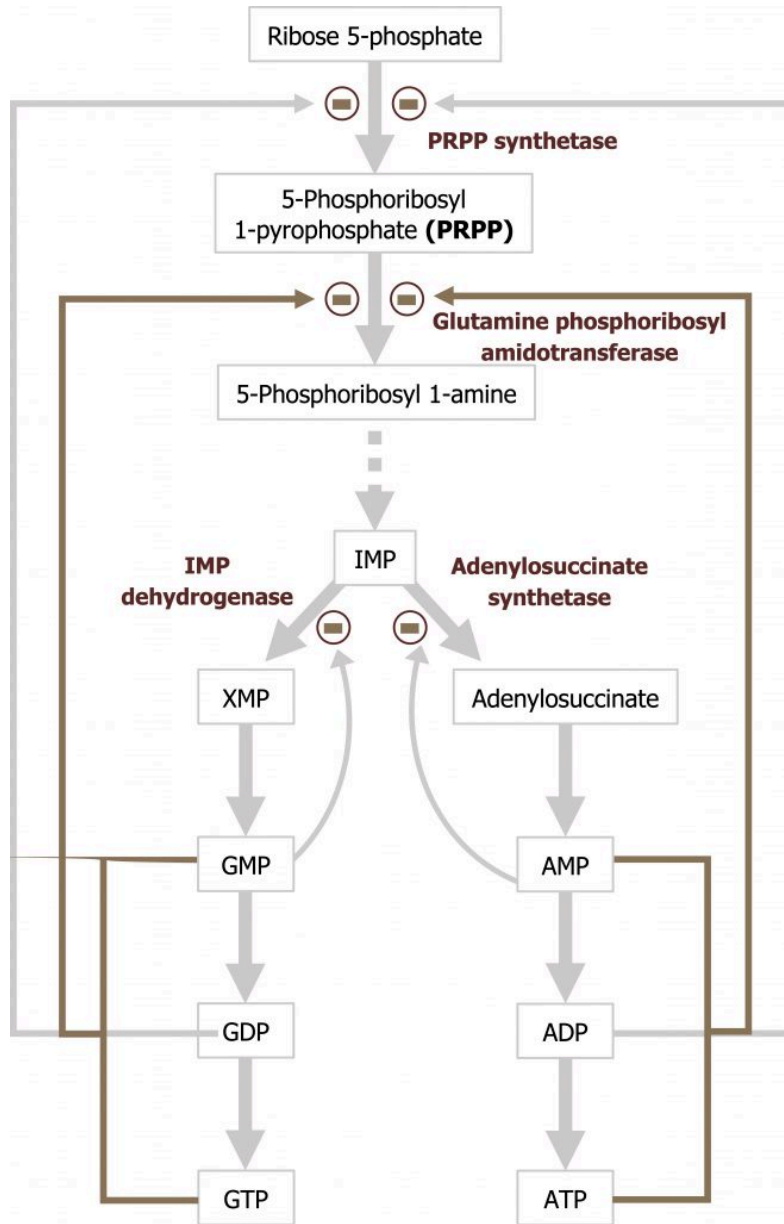 Ribose 5-phosphate
PRPP synthetase
5-Phosphoribosyl
1-pyrophosphate (PRPP)
Glutamine phosphoribosyl
amidotransferase
5-Phosphoribosyl 1-amine
IMP
IMP
dehydrogenase
Adenylosuccinate
synthetase
XMP
Adenylosuccinate
GMP
AMP
GDP
ADP
GTP
ATP